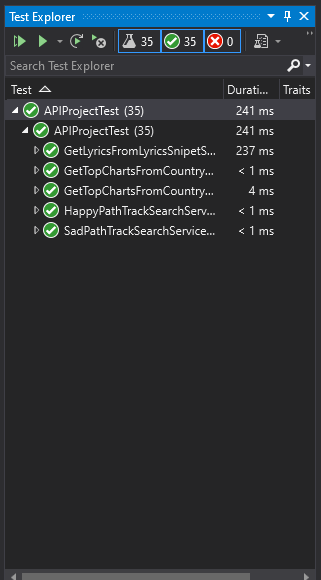 Test Explorer
35 35 0
Search Test Explorer
Test Durati... Traits
APIProjectTest (35) 241 ms
APIProjectTest (35) 241 ms
GetLyricsFromLyricsSnipetS... 237 ms
GetTopChartsFromCountry... < 1 ms
GetTopChartsFromCountry... 4 ms
HappyPathTrackSearchServ... < 1 ms
SadPathTrackSearchService... < 1 ms